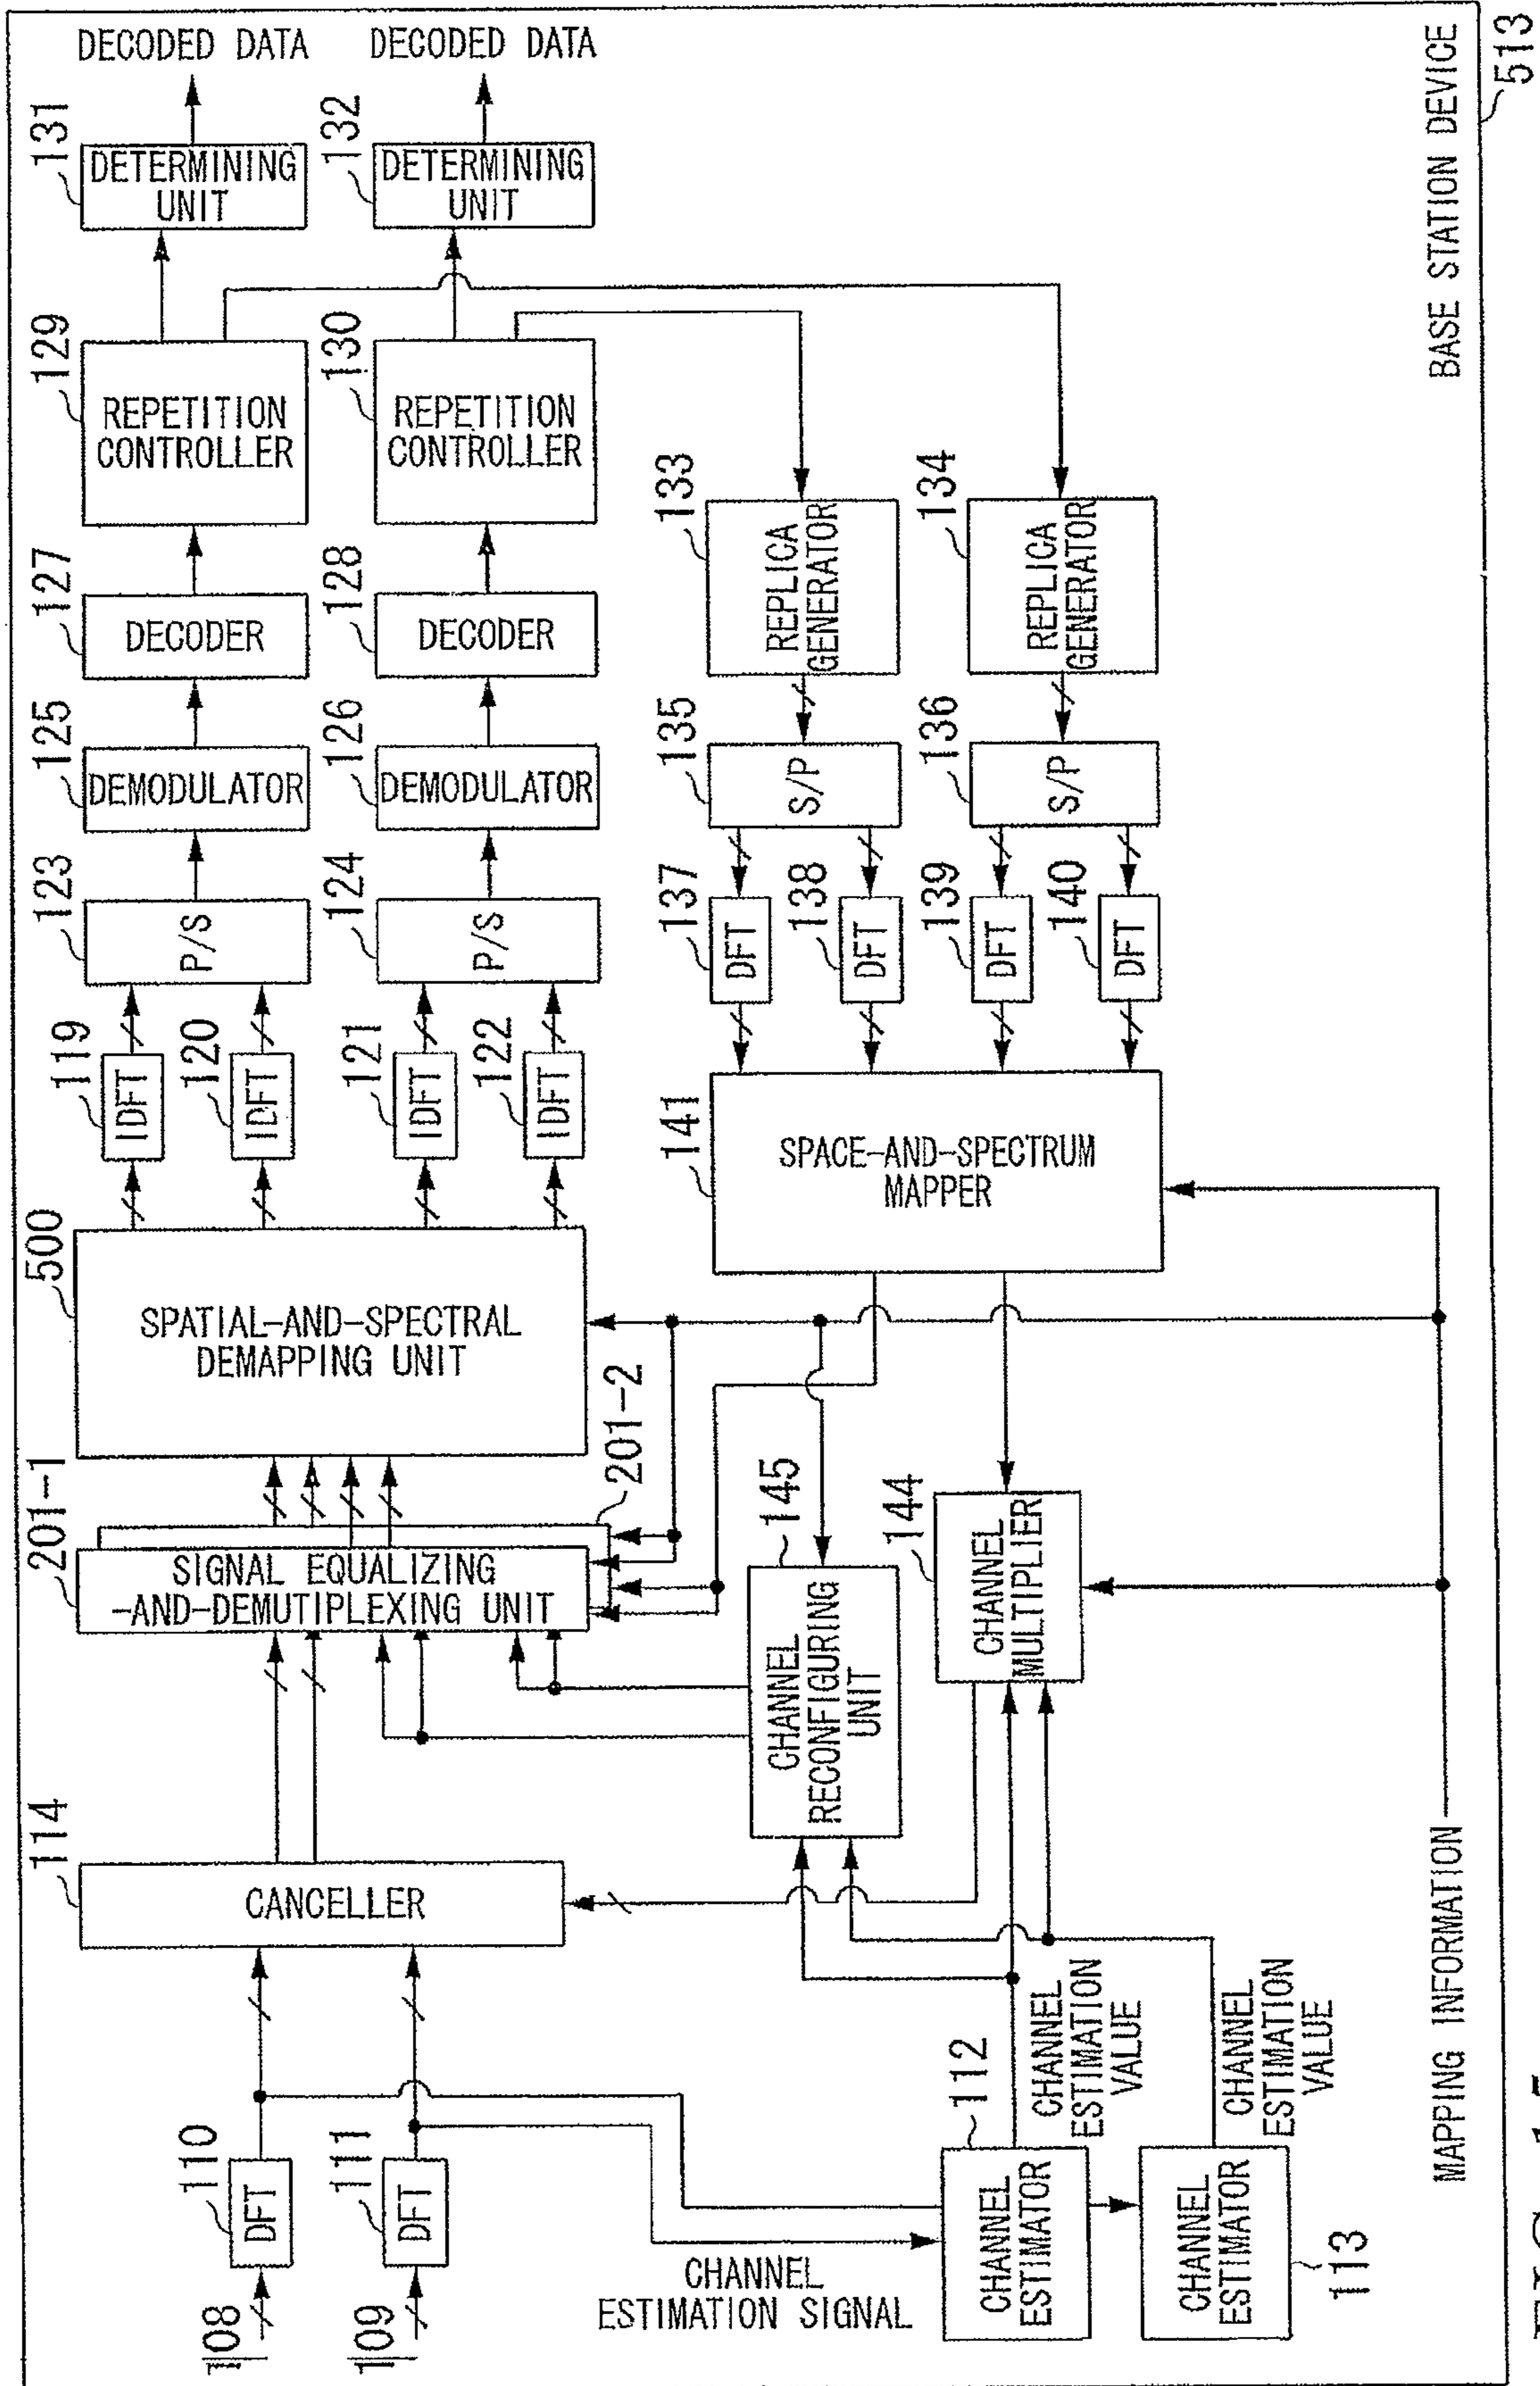 DECODED DATA
DECODED DATA
131
DETERMINING
UNIT
132
DETERMINING
UNIT
129
REPETITION
CONTROLLER
130
REPETITION
CONTROLLER
127
DECODER
128
DECODER
133
REPLICA
GENERATOR
134
REPLICA
GENERATOR
125
DEMODULATOR
126
DEMODULATOR
135
S/P
136
S/P
123
P/S
124
P/S
137
DFT
138
DFT
139
DFT
140
DFT
119
IDFT
120
IDFT
121
IDFT
122
IDFT
141
SPACE-AND-SPECTRUM
MAPPER
500
SPATIAL-AND-SPECTRAL
DEMAPPING UNIT
201-1
SIGNAL EQUALIZING
-AND-DEMUTIPLEXING UNIT
201-2
145
CHANNEL
RECONFIGURING
UNIT
144
CHANNEL
MULTIPLIER
114
CANCELLER
110
DFT
111
DFT
108
109
112
CHANNEL
ESTIMATOR
CHANNEL
ESTIMATION
VALUE
113
CHANNEL
ESTIMATOR
CHANNEL
ESTIMATION
VALUE
CHANNEL
ESTIMATION SIGNAL
MAPPING INFORMATION
BASE STATION DEVICE
513